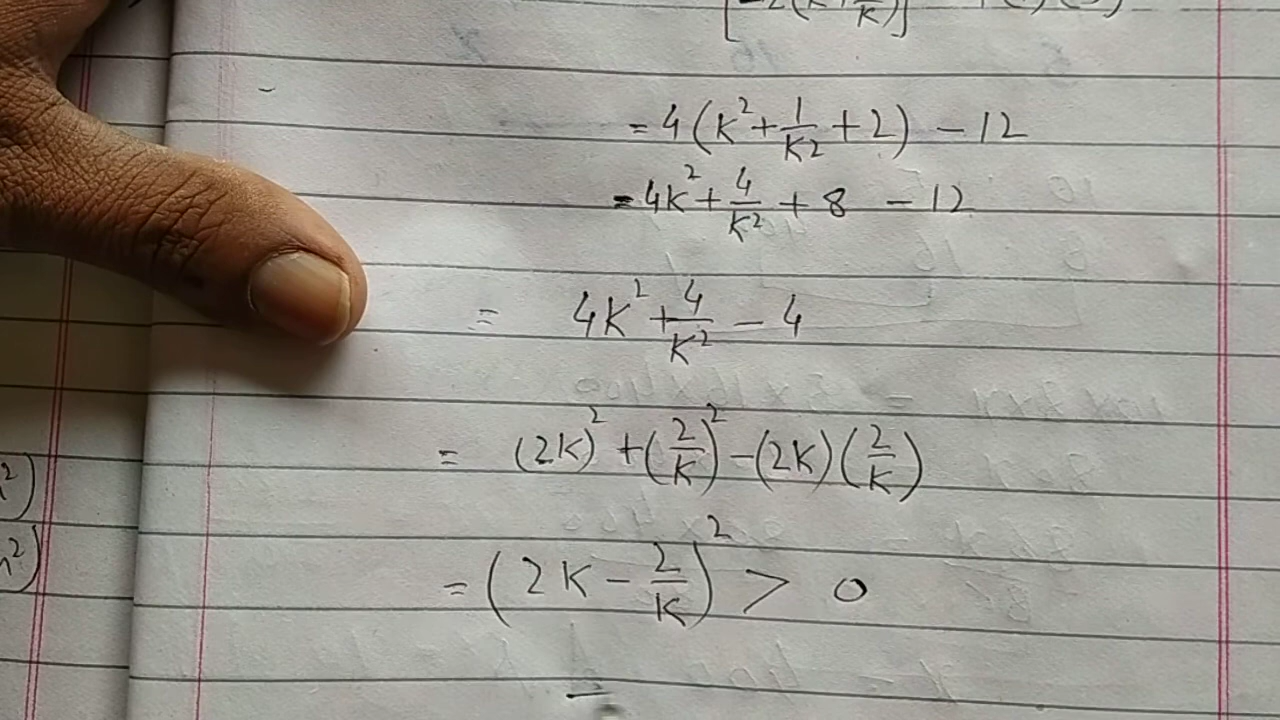 = 4(K² + 1/K² + 2) - 12
= 4K² + 4/K² + 8 - 12
= 4K² + 4/K² - 4
= (2K)² + (2/K)² - (2K)(2/K)
= (2K - 2/K)² > 0